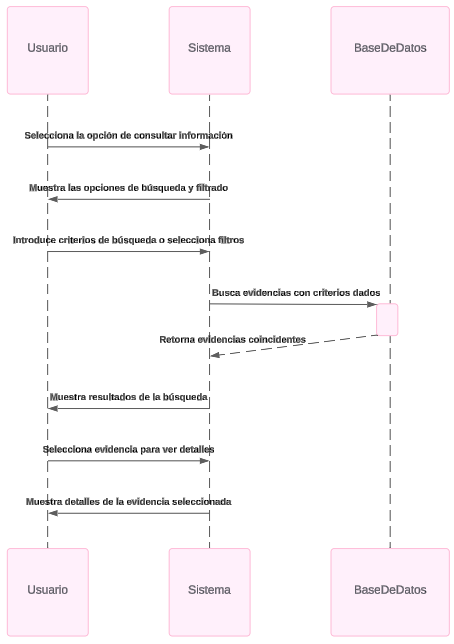 Usuario
Sistema
BaseDeDatos
Selecciona la opción de consultar información
Muestra las opciones de búsqueda y filtrado
Introduce criterios de búsqueda o selecciona filtros
Busca evidencias con criterios dados
Retorna evidencias coincidentes
Muestra resultados de la búsqueda
Selecciona evidencia para ver detalles
Muestra detalles de la evidencia seleccionada
Usuario
Sistema
BaseDeDatos